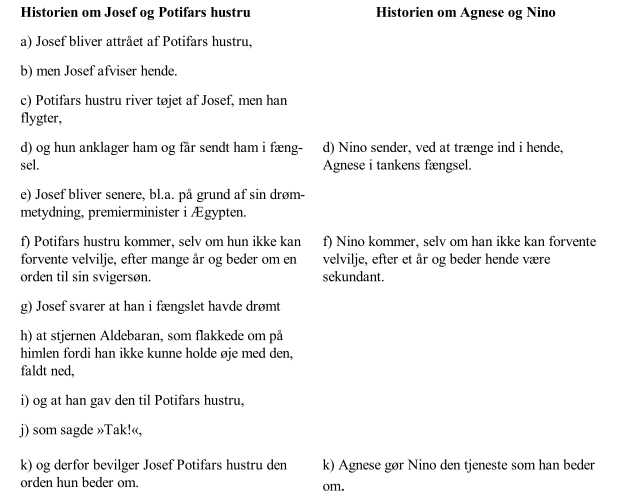 Historien om Josef og Potifars hustru
Historien om Agnese og Nino
a) Josef bliver attrået af Potifars hustru,
b) men Josef afviser hende.
c) Potifars hustru river tøjet af Josef, men han
flygter,
d) og hun anklager ham og får sendt ham i fæng-
sel.
d) Nino sender, ved at trænge ind i hende,
Agnese i tankens fængsel.
e) Josef bliver senere, bl.a. på grund af sin drøm-
metydning, premierminister i Ægypten.
f) Potifars hustru kommer, selv om hun ikke kan
forvente velvilje, efter mange år og beder om en
orden til sin svigersøn.
f) Nino kommer, selv om han ikke kan forvente
velvilje, efter et år og beder hende være
sekundant.
g) Josef svarer at han i fængslet havde drømt
h) at stjernen Aldebaran, som flakkede om på
himlen fordi han ikke kunne holde øje med den,
faldt ned,
i) og at han gav den til Potifars hustru,
j) som sagde »Tak!«,
k) og derfor bevilger Josef Potifars hustru den
orden hun beder om.
k) Agnese gør Nino den tjeneste som han beder
om.